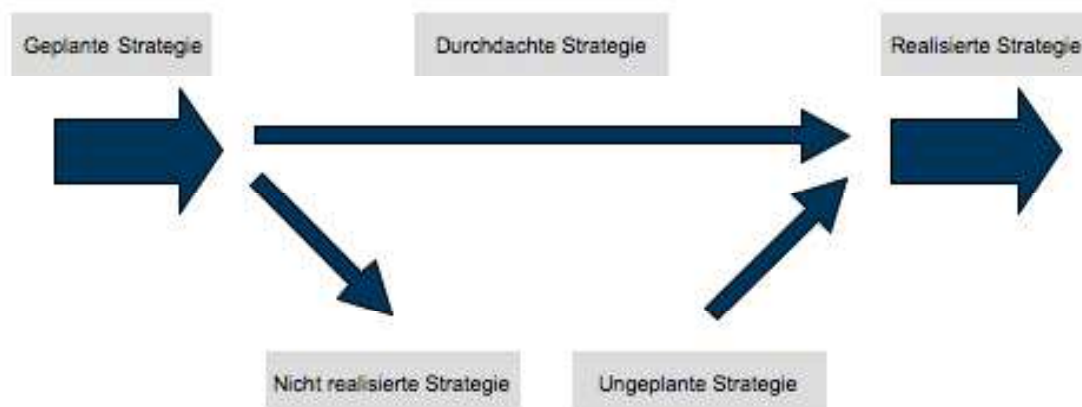 Geplante Strategie
Durchdachte Strategie
Realisierte Strategie
Nicht realisierte Strategie
Ungeplante Strategie